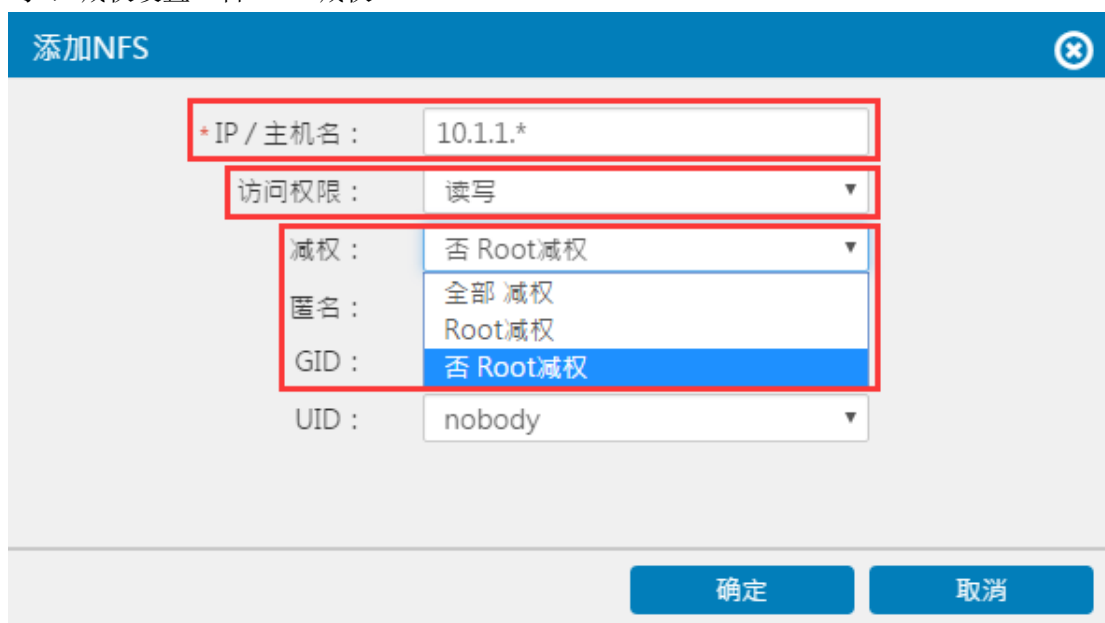 添加NFS
* IP / 主机名： 10.1.1.*
访问权限： 读写
减权： 否 Root减权
全部 减权
匿名：
Root减权
GID： 否 Root减权
UID： nobody
确定 取消